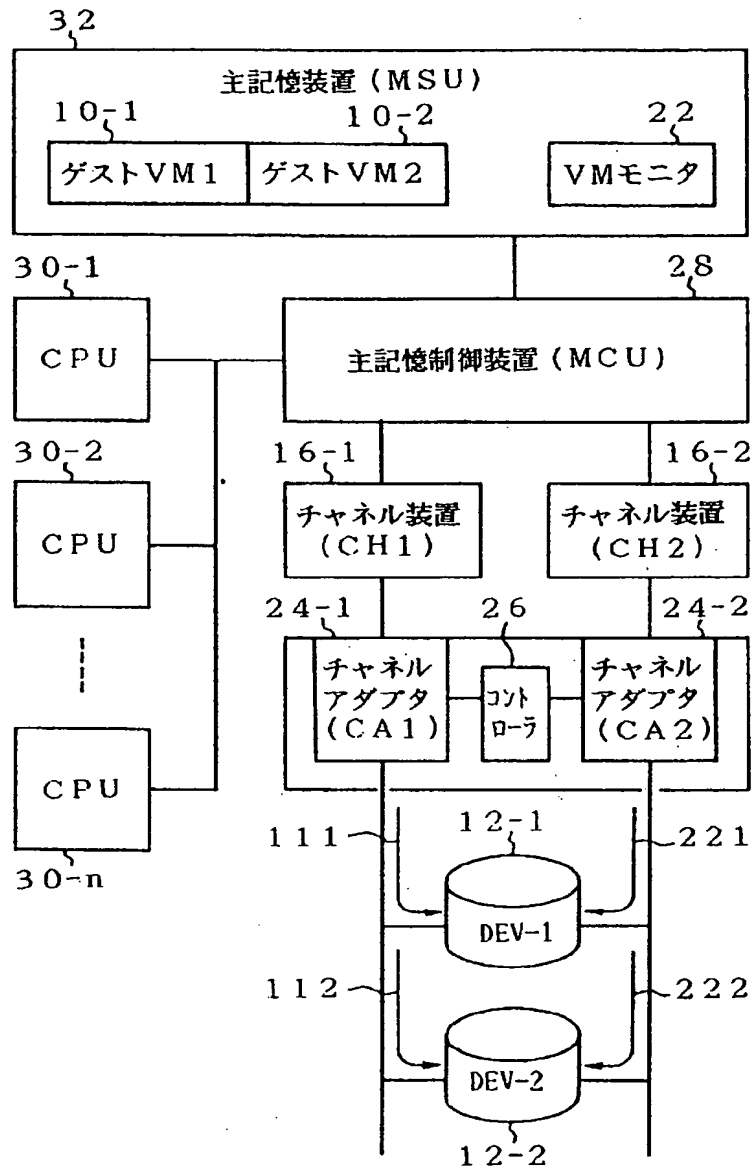 32
主記憶装置(MSU)
10-1
10-2
22
ゲストVM1
ゲストVM2
VMモニタ
30-1
28
CPU
主記憶制御装置(MCU)
30-2
16-1
16-2
CPU
チャネル装置
(CH1)
チャネル装置
(CH2)
24-1
26
24-2
チャネル
アダプタ
(CA1)
コント
ローラ
チャネル
アダプタ
(CA2)
CPU
30-n
111
12-1
221
DEV-1
112
222
DEV-2
12-2